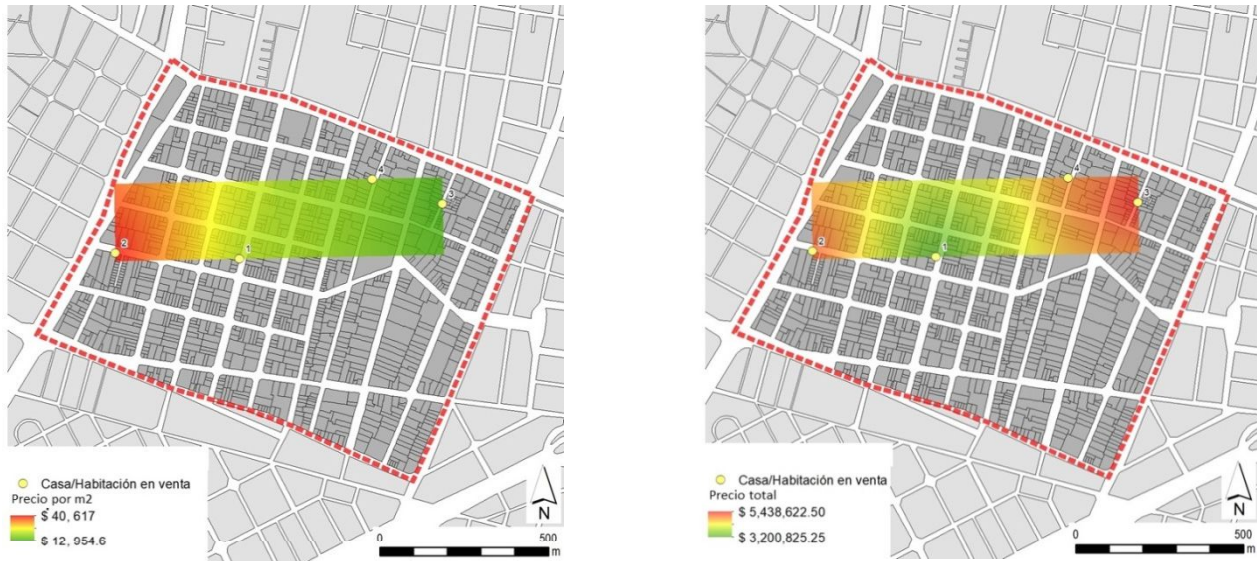 4
3
2
1
Casa/Habitación en venta
Precio por m2
$ 40, 617
$ 12, 954.6
N
0 500
m
4
3
2
1
Casa/Habitación en venta
Precio total
$ 5,438,622.50
$ 3,200,825.25
N
0 500
m